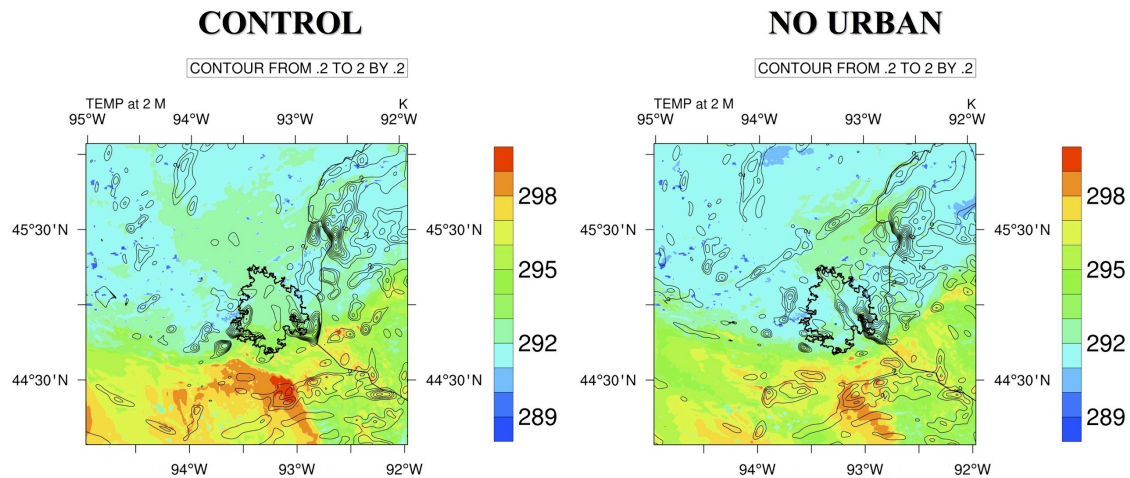 CONTROL
CONTOUR FROM .2 TO 2 BY .2
TEMP at 2 M K
95°W 94°W 93°W 92°W
45°30'N 45°30'N
44°30'N 44°30'N
94°W 93°W 92°W
298
295
292
289
NO URBAN
CONTOUR FROM .2 TO 2 BY .2
TEMP at 2 M K
95°W 94°W 93°W 92°W
45°30'N 45°30'N
44°30'N 44°30'N
94°W 93°W 92°W
298
295
292
289